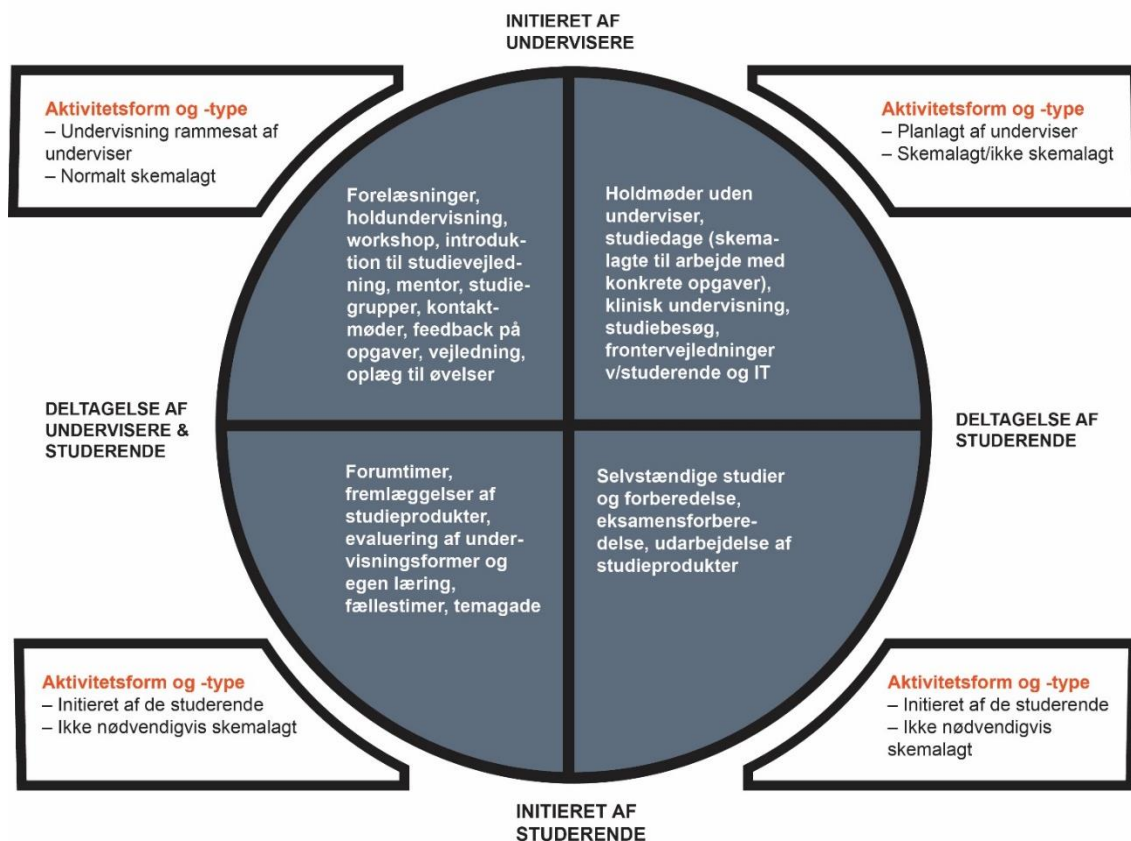 INITIERET AF
UNDERVISERE
Aktivitetsform og -type
– Undervisning rammesat af
underviser
– Normalt skemalagt
Aktivitetsform og -type
– Planlagt af underviser
– Skemalagt/ikke skemalagt
Forelæsninger,
holdundervisning,
workshop, introduk-
tion til studievejled-
ning, mentor, studie-
grupper, kontakt-
møder, feedback på
opgaver, vejledning,
oplæg til øvelser
Holdmøder uden
underviser,
studiedage (skema-
lagte til arbejde med
konkrete opgaver),
klinisk undervisning,
studiebesøg,
frontervejledninger
v/studerende og IT
DELTAGELSE AF
UNDERVISERE &
STUDERENDE
DELTAGELSE AF
STUDERENDE
Forumtimer,
fremlæggelser af
studieprodukter,
evaluering af under-
visningsformer og
egen læring,
fællestimer, temagade
Selvstændige studier
og forberedelse,
eksamensforbere-
delse, udarbejdelse af
studieprodukter
Aktivitetsform og -type
– Initieret af de studerende
– Ikke nødvendigvis skemalagt
Aktivitetsform og -type
– Initieret af de studerende
– Ikke nødvendigvis
skemalagt
INITIERET AF
STUDERENDE